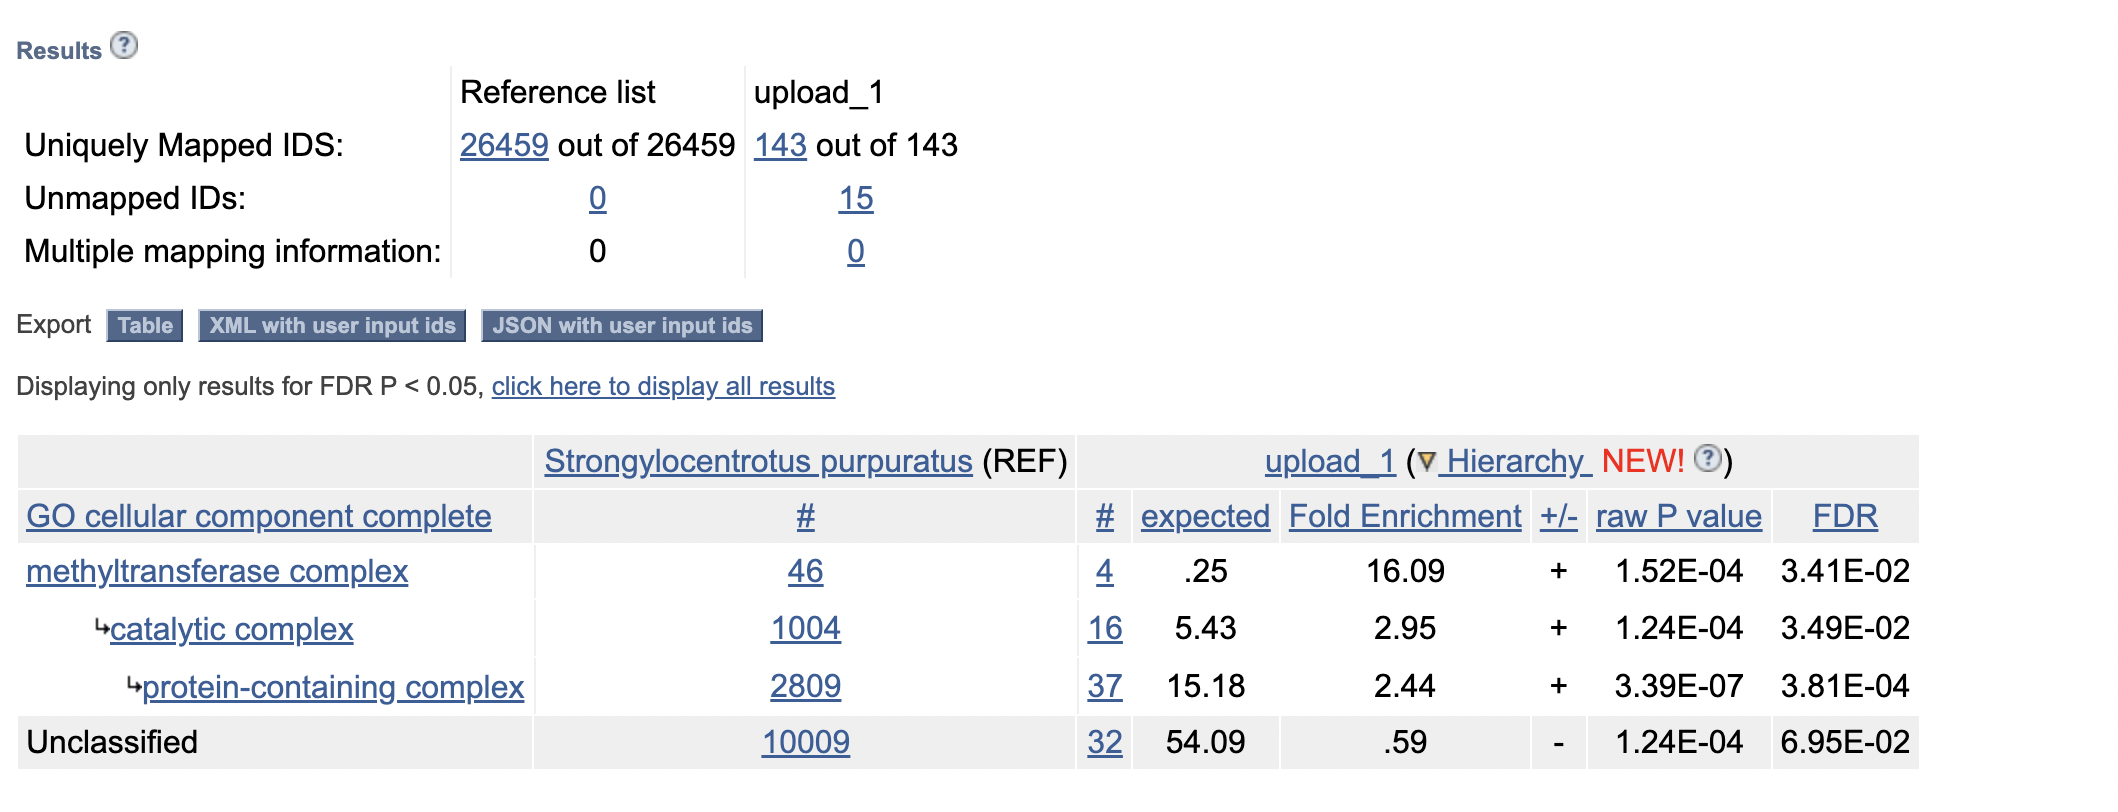 Results ?
Reference list upload_1
Uniquely Mapped IDS: 26459 out of 26459 143 out of 143
Unmapped IDs: 0 15
Multiple mapping information: 0 0
Export Table XML with user input ids JSON with user input ids
Displaying only results for FDR P < 0.05, click here to display all results
Strongylocentrotus purpuratus (REF) upload_1 (▼ Hierarchy NEW! ?)
GO cellular component complete # # expected Fold Enrichment +/- raw P value FDR
methyltransferase complex 46 4 .25 16.09 + 1.52E-04 3.41E-02
↳catalytic complex 1004 16 5.43 2.95 + 1.24E-04 3.49E-02
↳protein-containing complex 2809 37 15.18 2.44 + 3.39E-07 3.81E-04
Unclassified 10009 32 54.09 .59 - 1.24E-04 6.95E-02